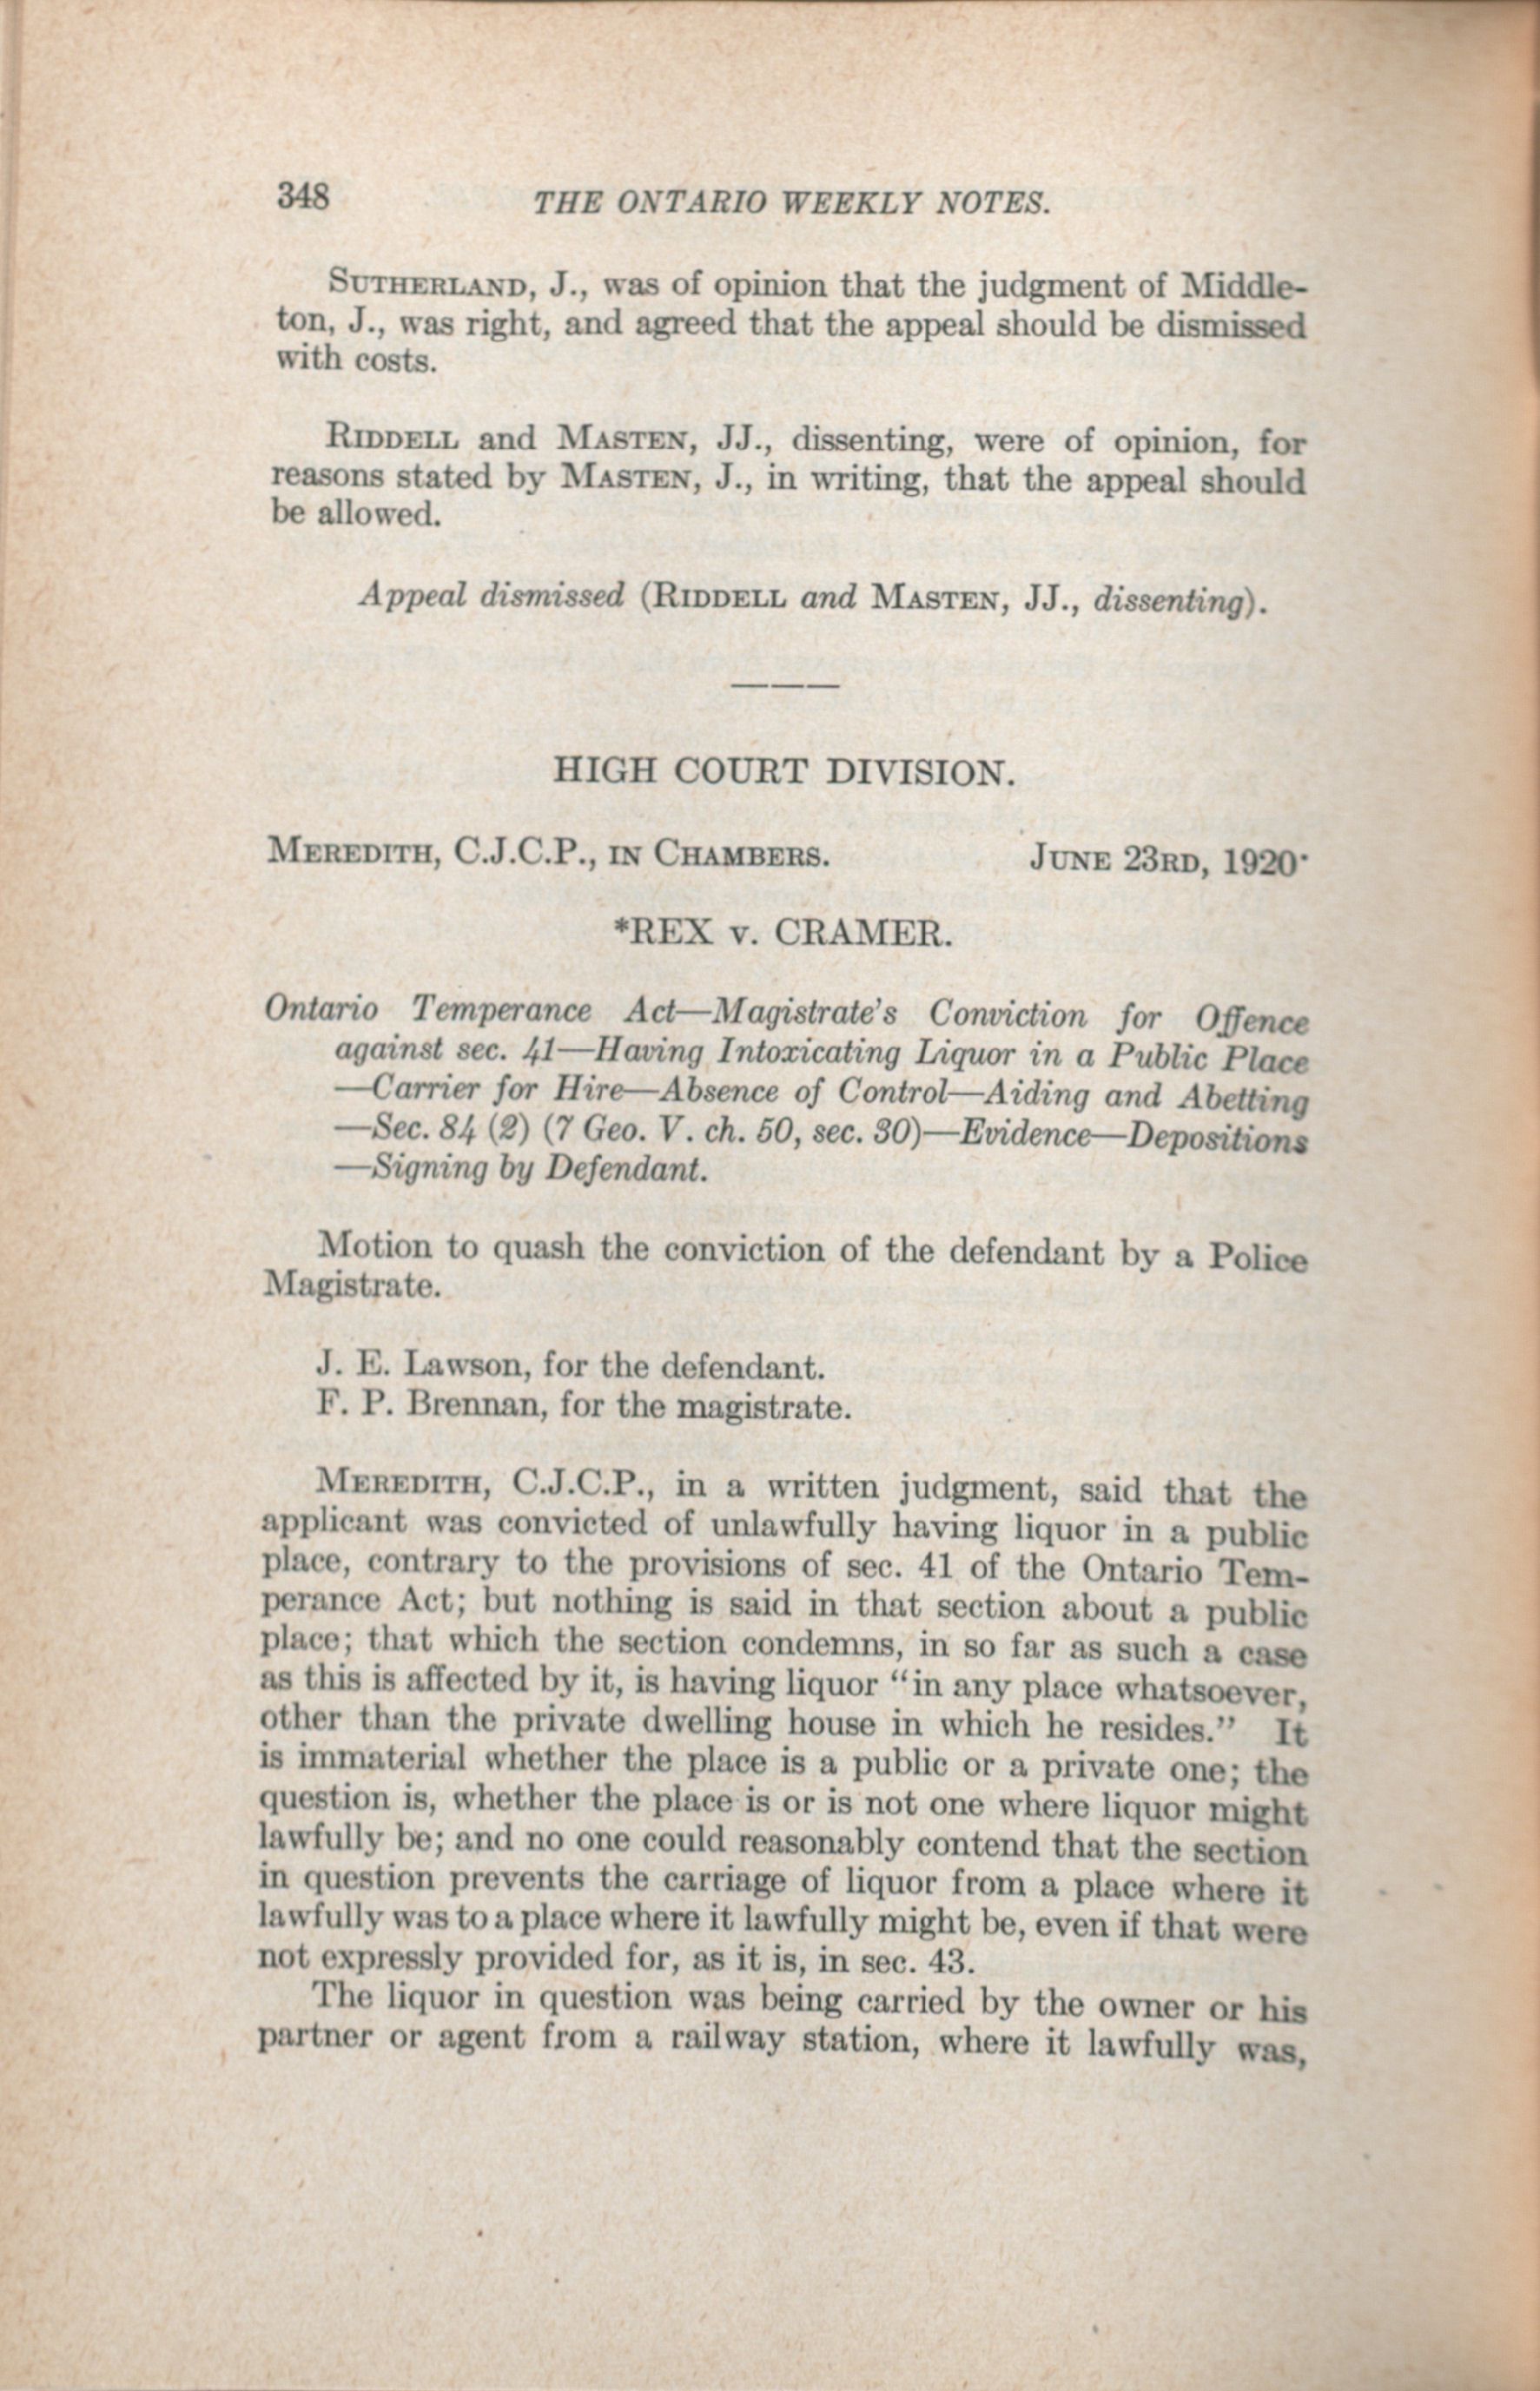 348
THE ONTARIO WEEKLY NOTES.
SUTHERLAND, J., was of opinion that the judgment of Middle-
ton, J., was right, and agreed that the appeal should be dismissed
with costs.
RIDDELL and MASTEN, JJ., dissenting, were of opinion, for
reasons stated by MASTEN, J., in writing, that the appeal should
be allowed.
Appeal dismissed (RIDDELL and MASTEN, JJ., dissenting).
HIGH COURT DIVISION.
MEREDITH, C.J.C.P., IN CHAMBERS. JUNE 23RD, 1920·
*REX v. CRAMER.
Ontario Temperance Act—Magistrate's Conviction for Offence
against sec. 41—Having Intoxicating Liquor in a Public Place
—Carrier for Hire—Absence of Control—Aiding and Abetting
—Sec. 84 (2) (7 Geo. V. ch. 50, sec. 30)—Evidence—Depositions
—Signing by Defendant.
Motion to quash the conviction of the defendant by a Police
Magistrate.
J. E. Lawson, for the defendant.
F. P. Brennan, for the magistrate.
MEREDITH, C.J.C.P., in a written judgment, said that the
applicant was convicted of unlawfully having liquor in a public
place, contrary to the provisions of sec. 41 of the Ontario Tem-
perance Act; but nothing is said in that section about a public
place; that which the section condemns, in so far as such a case
as this is affected by it, is having liquor "in any place whatsoever,
other than the private dwelling house in which he resides." It
is immaterial whether the place is a public or a private one; the
question is, whether the place is or is not one where liquor might
lawfully be; and no one could reasonably contend that the section
in question prevents the carriage of liquor from a place where it
lawfully was to a place where it lawfully might be, even if that were
not expressly provided for, as it is, in sec. 43.
The liquor in question was being carried by the owner or his
partner or agent from a railway station, where it lawfully was,